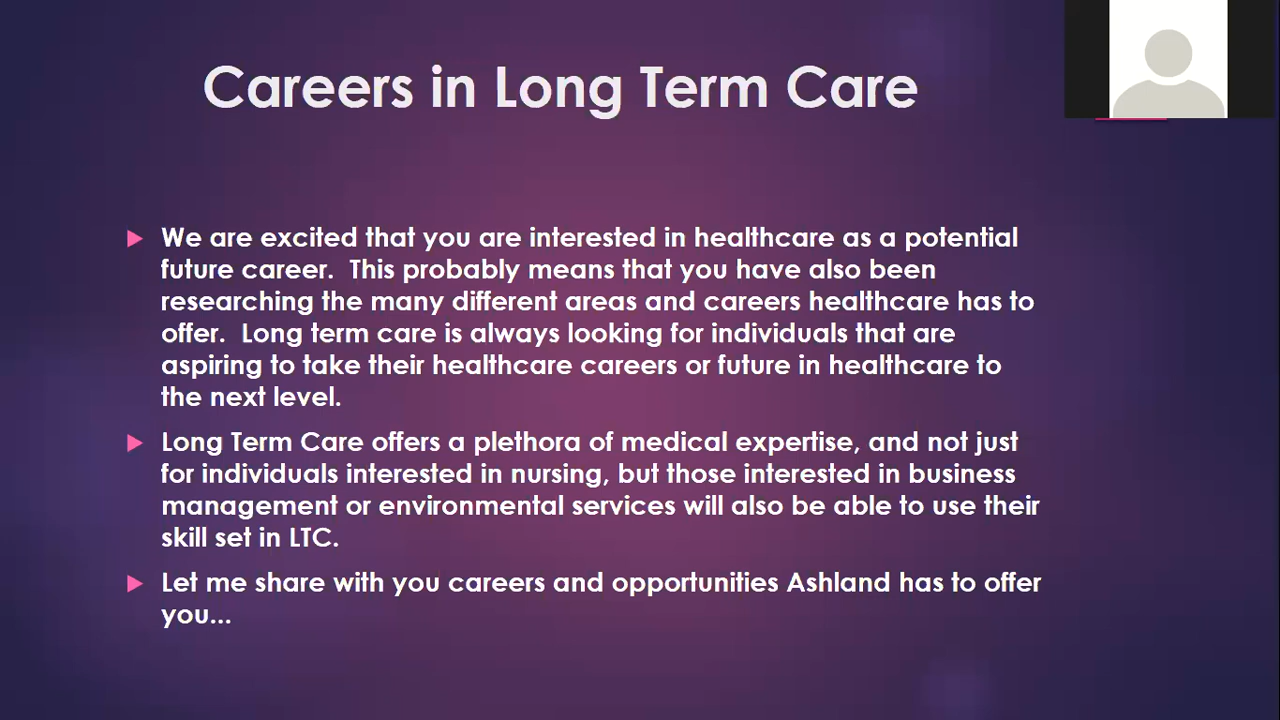 Careers in Long Term Care
We are excited that you are interested in healthcare as a potential
future career.  This probably means that you have also been
researching the many different areas and careers healthcare has to
offer.  Long term care is always looking for individuals that are
aspiring to take their healthcare careers or future in healthcare to
the next level.
Long Term Care offers a plethora of medical expertise, and not just
for individuals interested in nursing, but those interested in business
management or environmental services will also be able to use their
skill set in LTC.
Let me share with you careers and opportunities Ashland has to offer
you...